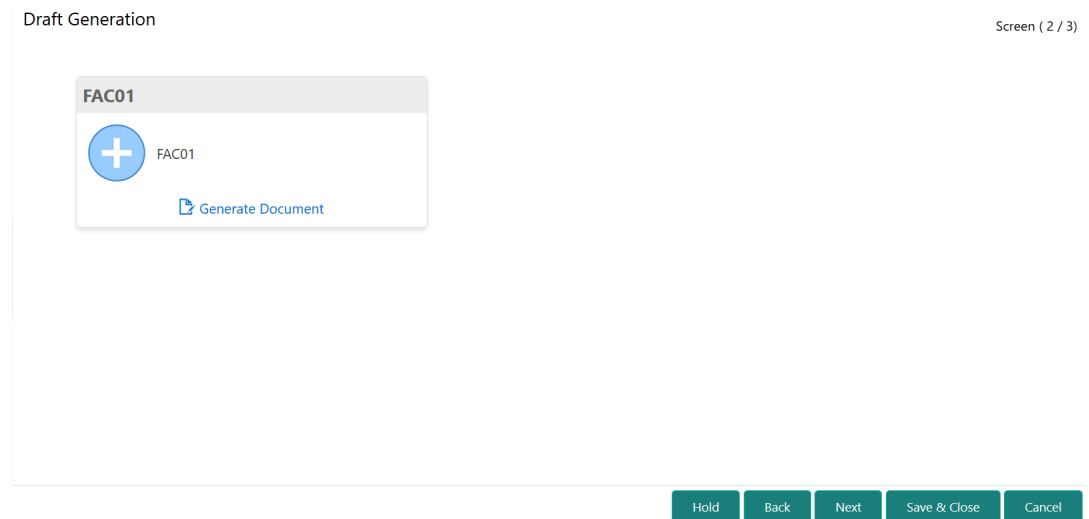 Draft Generation
Screen ( 2 / 3)
FAC01
FAC01
Generate Document
Hold Back Next Save & Close Cancel